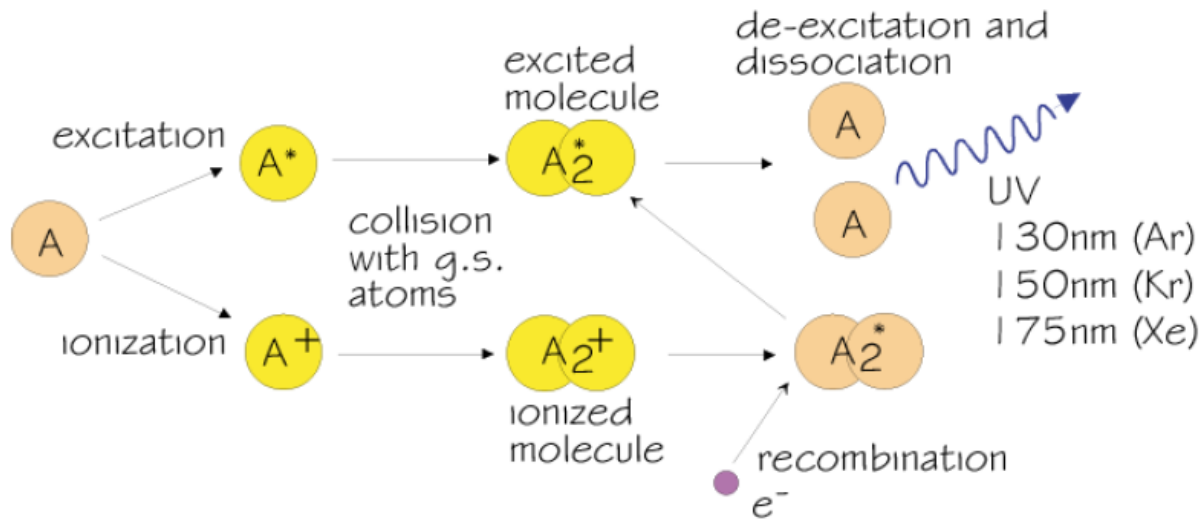 de-excitation and
dissociation
excited
molecule
excitation
A
A*
A2*
A
A
UV
130nm (Ar)
150nm (Kr)
175nm (Xe)
collision
with g.s.
atoms
ionization
A+
A2+
A2*
ionized
molecule
recombination
e-